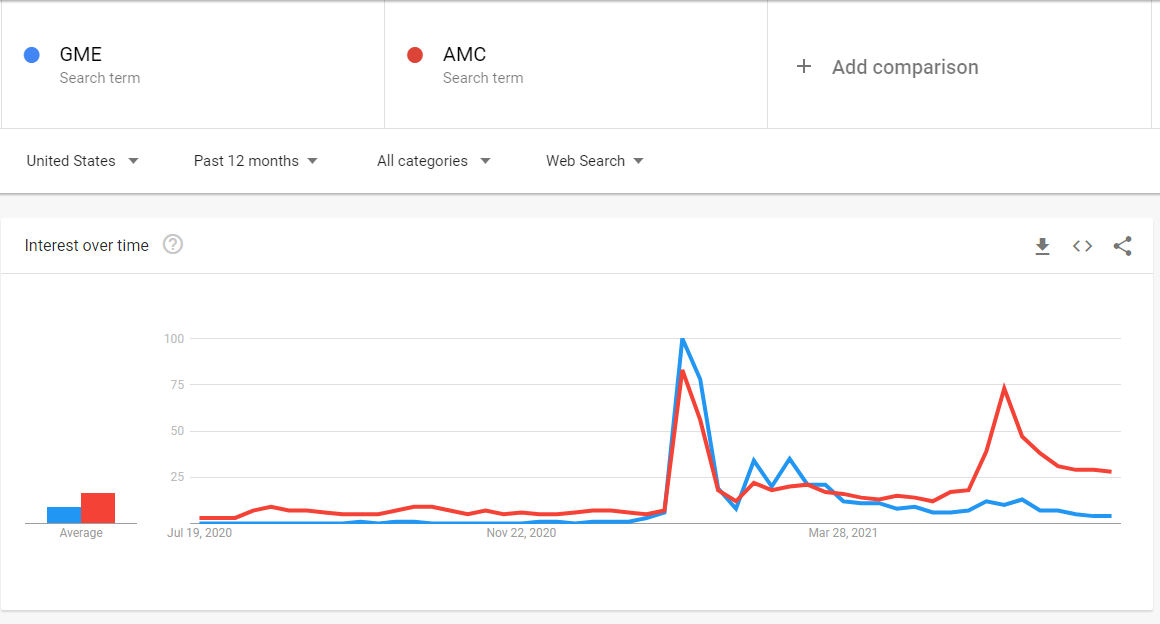 GME
Search term
AMC
Search term
+ Add comparison
United States
Past 12 months
All categories
Web Search
Interest over time
?
100
75
50
25
Average
Jul 19, 2020
Nov 22, 2020
Mar 28, 2021